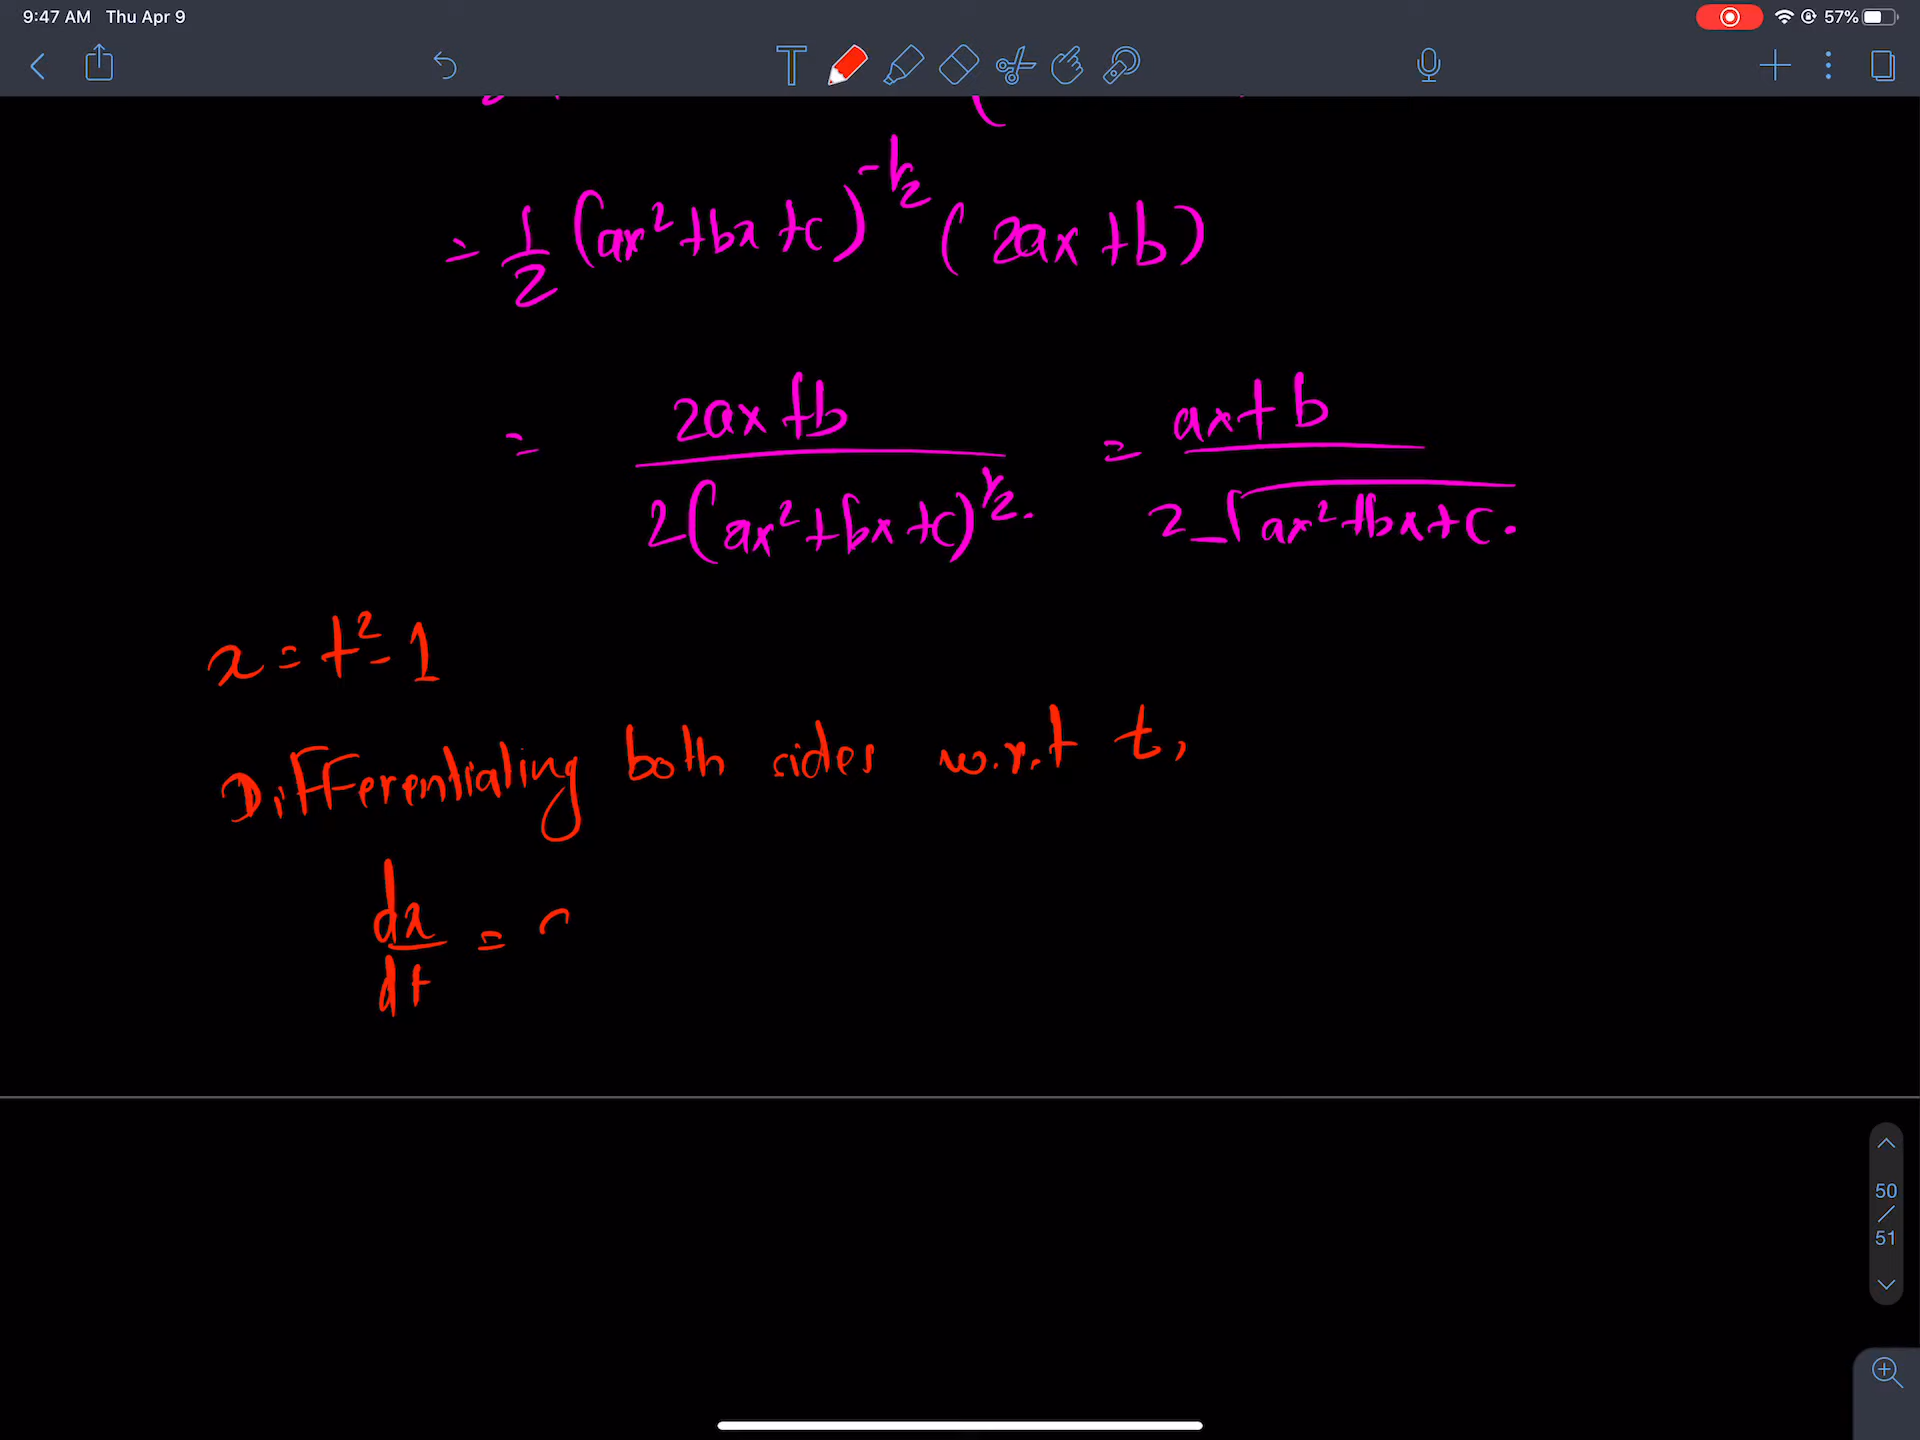 9:47 AM Thu Apr 9
57%
= 1/2 (ax² + bx + c)^(-1/2) (2ax + b)
= (2ax + b) / (2(ax² + bx + c)^(1/2)). = (ax + b) / (2√(ax² + bx + c)).
x = t² - 1
Differentiating both sides w.r.t t,
dx/dt =
50
/
51